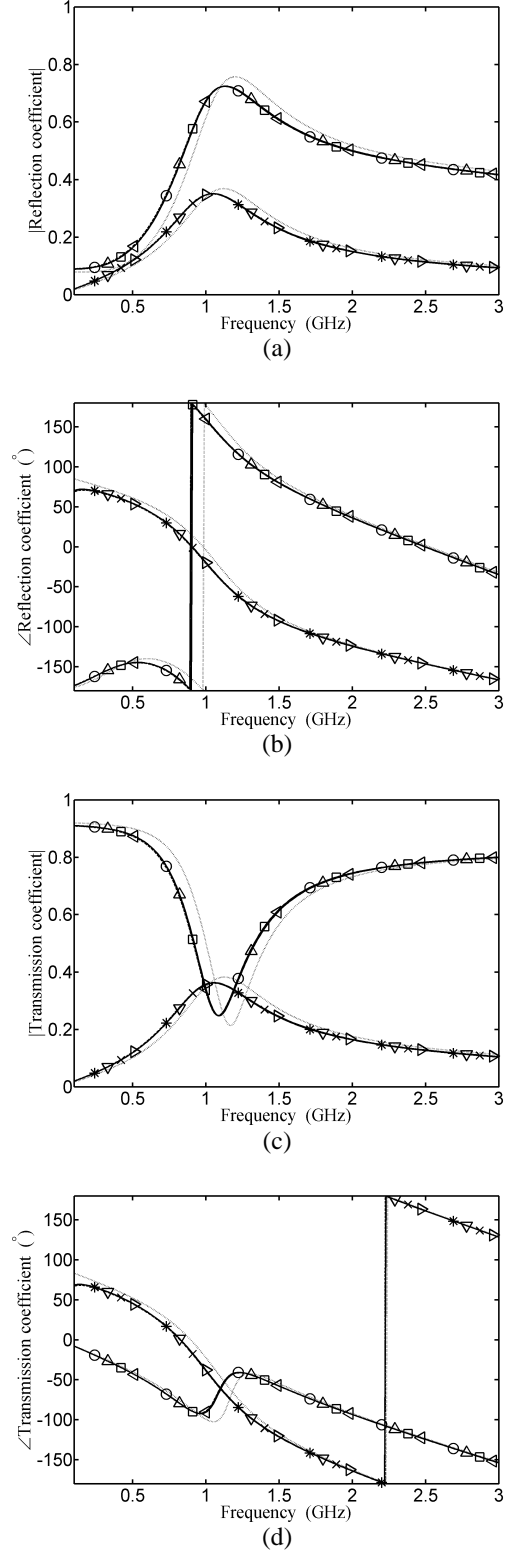 1
0.8
0.6
0.4
0.2
0
|Reflection coefficient|
0.5 1 1.5 2 2.5 3
Frequency (GHz)
(a)
150
100
50
0
-50
-100
-150
∠Reflection coefficient (°)
0.5 1 1.5 2 2.5 3
Frequency (GHz)
(b)
1
0.8
0.6
0.4
0.2
0
|Transmission coefficient|
0.5 1 1.5 2 2.5 3
Frequency (GHz)
(c)
150
100
50
0
-50
-100
-150
∠Transmission coefficient (°)
0.5 1 1.5 2 2.5 3
Frequency (GHz)
(d)